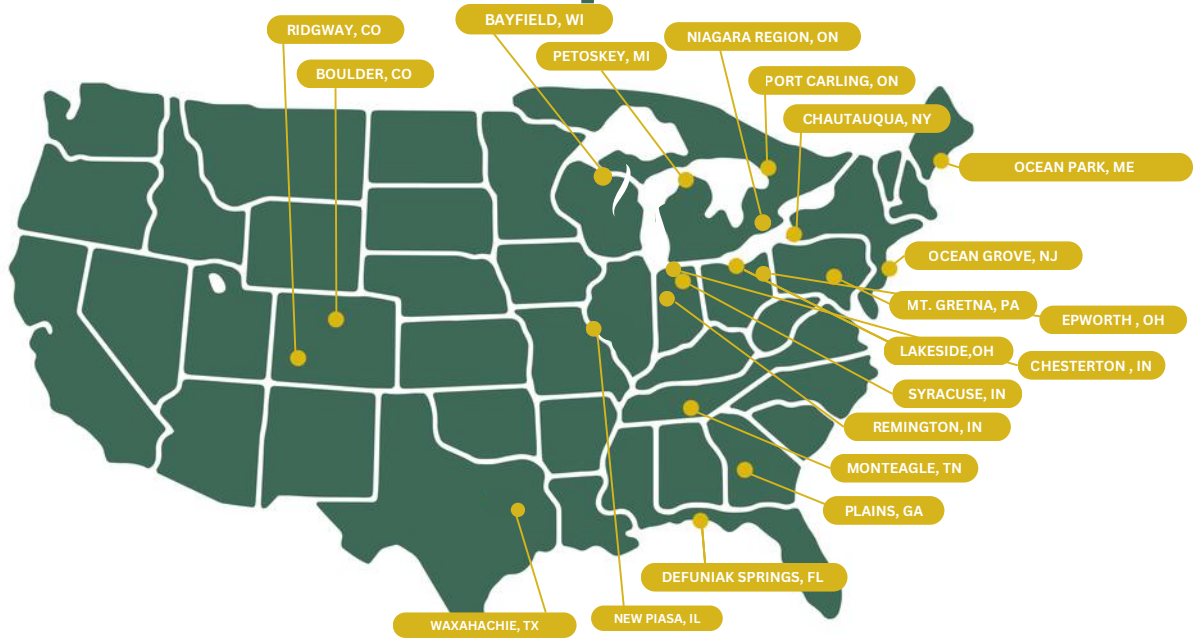 BAYFIELD, WI
RIDGWAY, CO
NIAGARA REGION, ON
PETOSKEY, MI
BOULDER, CO
PORT CARLING, ON
CHAUTAUQUA, NY
OCEAN PARK, ME
OCEAN GROVE, NJ
MT. GRETNA, PA
EPWORTH , OH
LAKESIDE,OH
CHESTERTON , IN
SYRACUSE, IN
REMINGTON, IN
MONTEAGLE, TN
PLAINS, GA
DEFUNIAK SPRINGS, FL
NEW PIASA, IL
WAXAHACHIE, TX